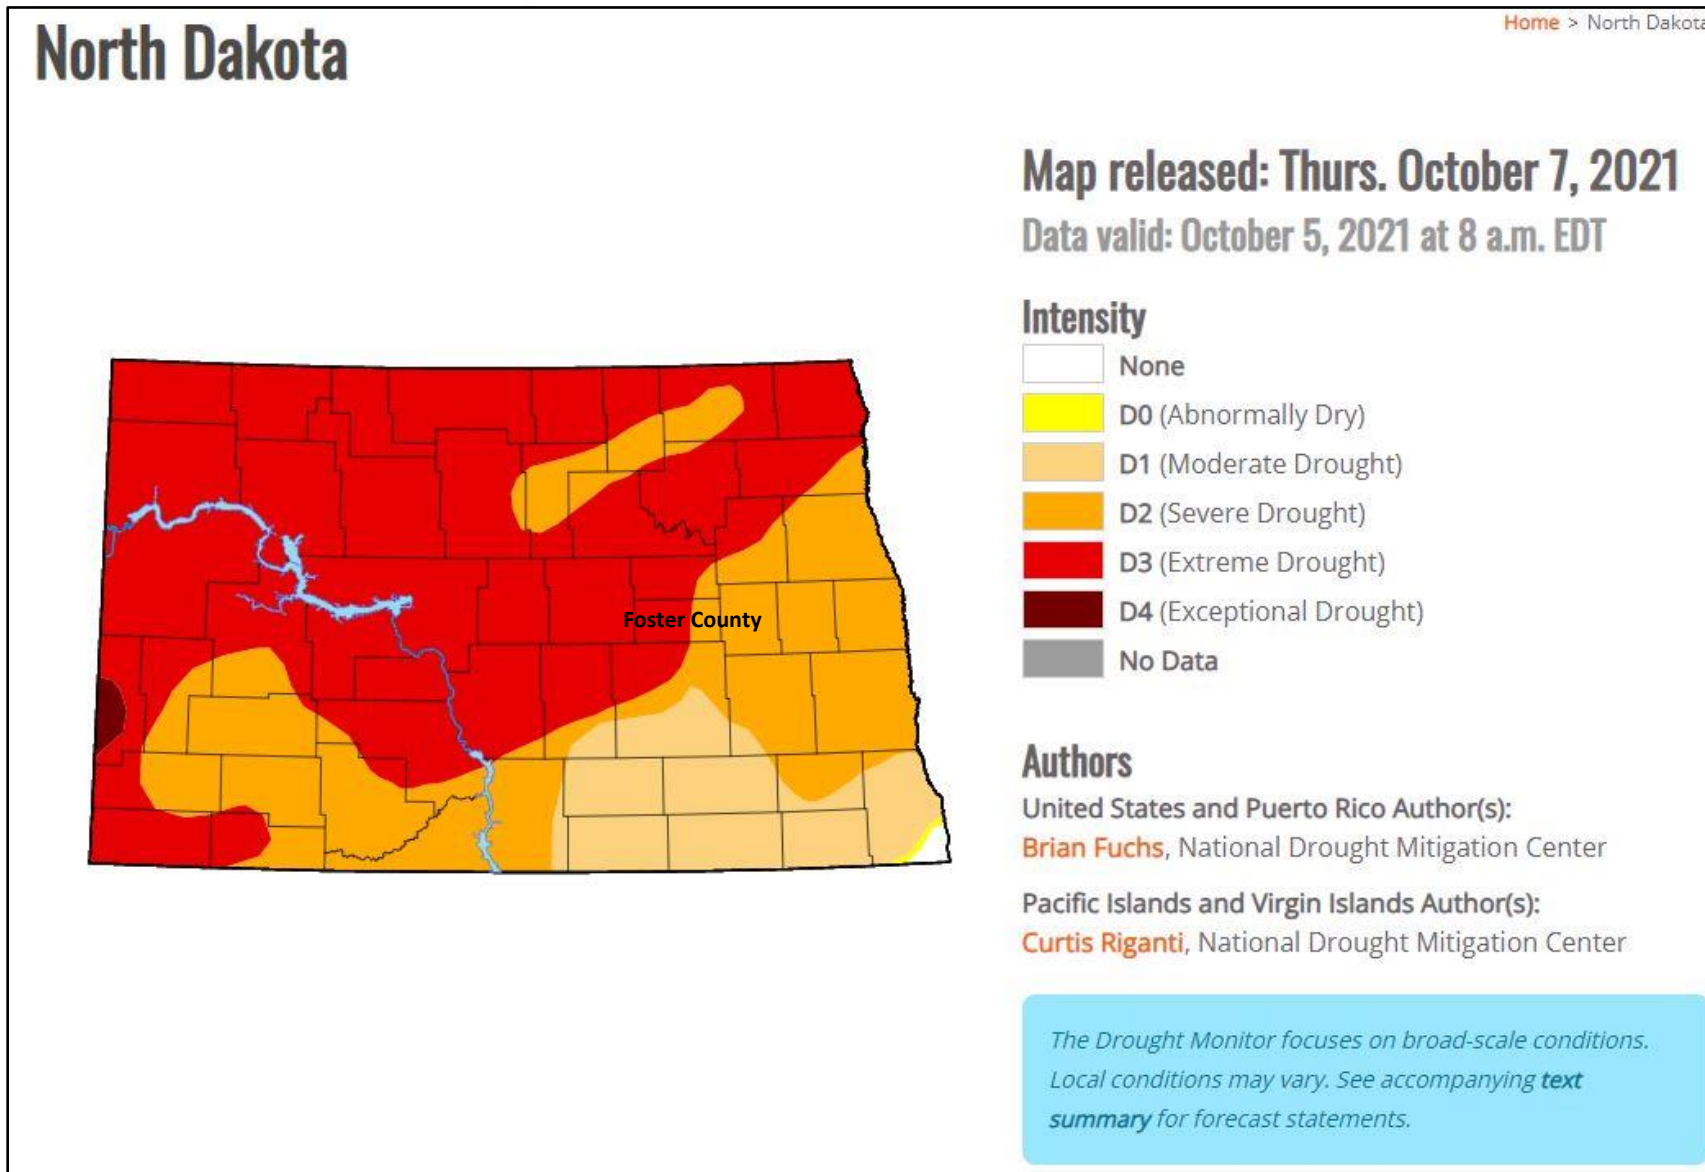 Home > North Dakota
North Dakota
Map released: Thurs. October 7, 2021
Data valid: October 5, 2021 at 8 a.m. EDT
Intensity
None
D0 (Abnormally Dry)
D1 (Moderate Drought)
D2 (Severe Drought)
D3 (Extreme Drought)
D4 (Exceptional Drought)
No Data
Foster County
Authors
United States and Puerto Rico Author(s):
Brian Fuchs, National Drought Mitigation Center
Pacific Islands and Virgin Islands Author(s):
Curtis Riganti, National Drought Mitigation Center
The Drought Monitor focuses on broad-scale conditions.
Local conditions may vary. See accompanying text
summary for forecast statements.